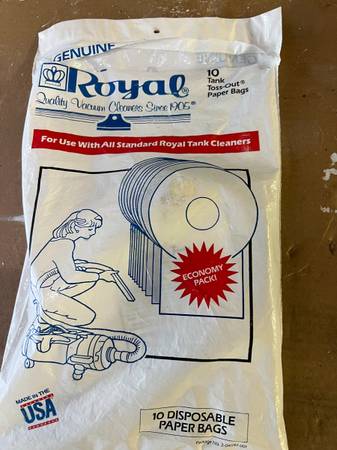 GENUINE
Royal®
Quality Vacuum Cleaners Since 1905®
10
Tank
Toss-Out®
Paper Bags
For Use With All Standard Royal Tank Cleaners
ECONOMY
PACK!
MADE IN THE
USA
10 DISPOSABLE
PAPER BAGS